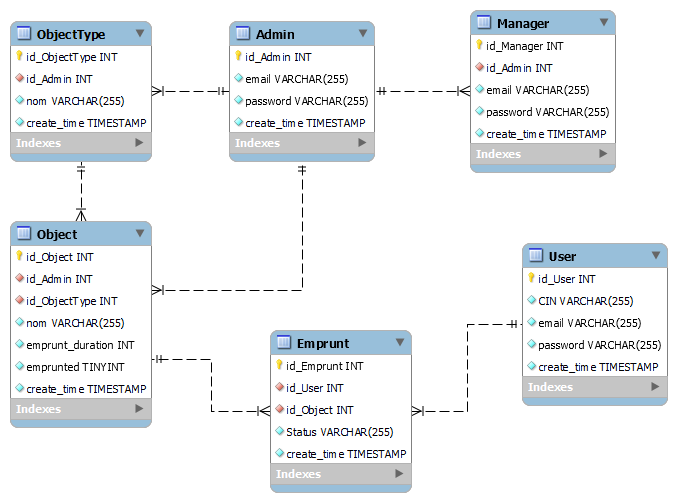 ObjectType
id_ObjectType INT
id_Admin INT
nom VARCHAR(255)
create_time TIMESTAMP
Indexes
Admin
id_Admin INT
email VARCHAR(255)
password VARCHAR(255)
create_time TIMESTAMP
Indexes
Manager
id_Manager INT
id_Admin INT
email VARCHAR(255)
password VARCHAR(255)
create_time TIMESTAMP
Indexes
Object
id_Object INT
id_Admin INT
id_ObjectType INT
nom VARCHAR(255)
emprunt_duration INT
emprunted TINYINT
create_time TIMESTAMP
Indexes
Emprunt
id_Emprunt INT
id_User INT
id_Object INT
Status VARCHAR(255)
create_time TIMESTAMP
Indexes
User
id_User INT
CIN VARCHAR(255)
email VARCHAR(255)
password VARCHAR(255)
create_time TIMESTAMP
Indexes